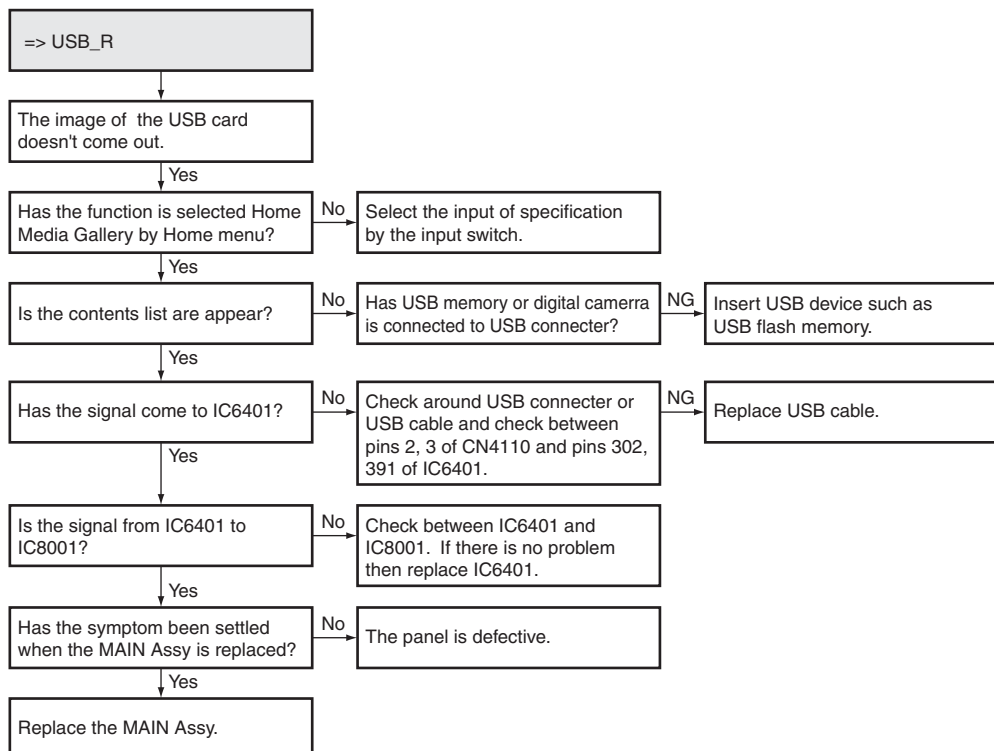 => USB_R
The image of the USB card
doesn't come out.
Yes
Has the function is selected Home
Media Gallery by Home menu?
No
Select the input of specification
by the input switch.
Yes
Is the contents list are appear?
No
Has USB memory or digital camerra
is connected to USB connecter?
NG
Insert USB device such as
USB flash memory.
Yes
Has the signal come to IC6401?
No
Check around USB connecter or
USB cable and check between
pins 2, 3 of CN4110 and pins 302,
391 of IC6401.
NG
Replace USB cable.
Yes
Is the signal from IC6401 to
IC8001?
No
Check between IC6401 and
IC8001. If there is no problem
then replace IC6401.
Yes
Has the symptom been settled
when the MAIN Assy is replaced?
No
The panel is defective.
Yes
Replace the MAIN Assy.